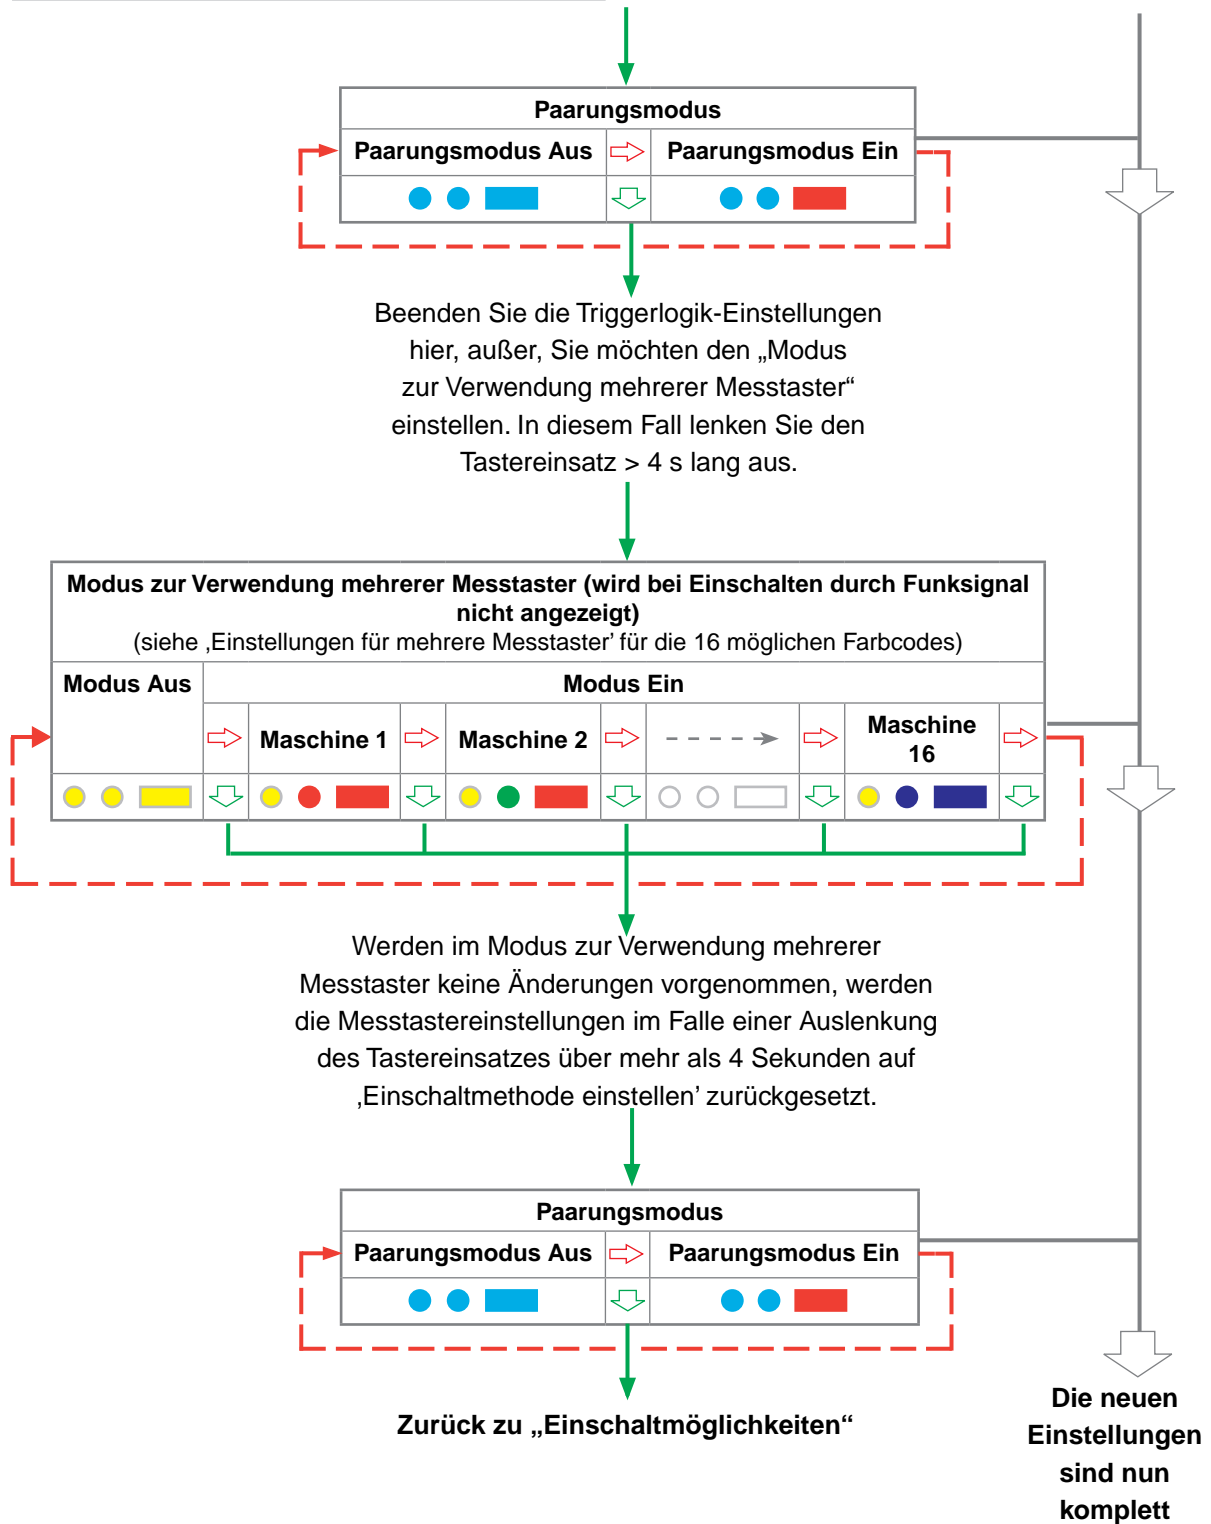 Paarungsmodus
Paarungsmodus Aus
Paarungsmodus Ein
Beenden Sie die Triggerlogik-Einstellungen
hier, außer, Sie möchten den „Modus
zur Verwendung mehrerer Messtaster“
einstellen. In diesem Fall lenken Sie den
Tastereinsatz > 4 s lang aus.
Modus zur Verwendung mehrerer Messtaster (wird bei Einschalten durch Funksignal
nicht angezeigt)
(siehe ‚Einstellungen für mehrere Messtaster’ für die 16 möglichen Farbcodes)
Modus Aus
Modus Ein
Maschine 1
Maschine 2
Maschine
16
Werden im Modus zur Verwendung mehrerer
Messtaster keine Änderungen vorgenommen, werden
die Messtastereinstellungen im Falle einer Auslenkung
des Tastereinsatzes über mehr als 4 Sekunden auf
‚Einschaltmethode einstellen’ zurückgesetzt.
Paarungsmodus
Paarungsmodus Aus
Paarungsmodus Ein
Zurück zu „Einschaltmöglichkeiten“
Die neuen
Einstellungen
sind nun
komplett